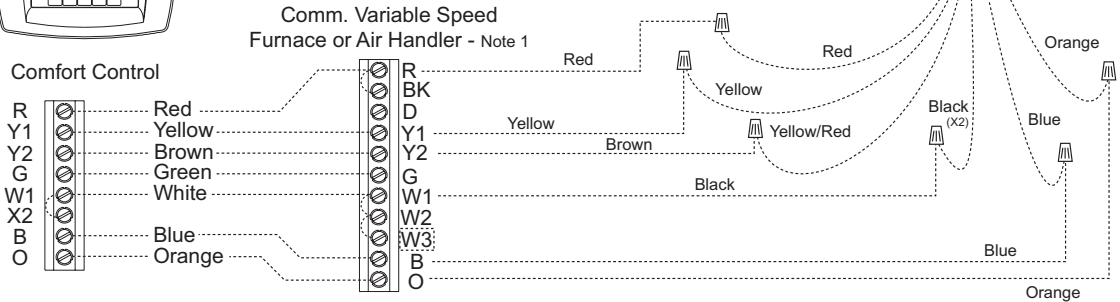 Comm. Variable Speed
Furnace or Air Handler - Note 1
Comfort Control
R
Y1
Y2
G
W1
X2
B
O
Red
Yellow
Brown
Green
White
Blue
Orange
R
BK
D
Y1
Y2
G
W1
W2
W3
B
O
Red
Yellow
Brown
Black
Blue
Orange
Red
Yellow
Yellow/Red
Black
(X2)
Blue
Orange